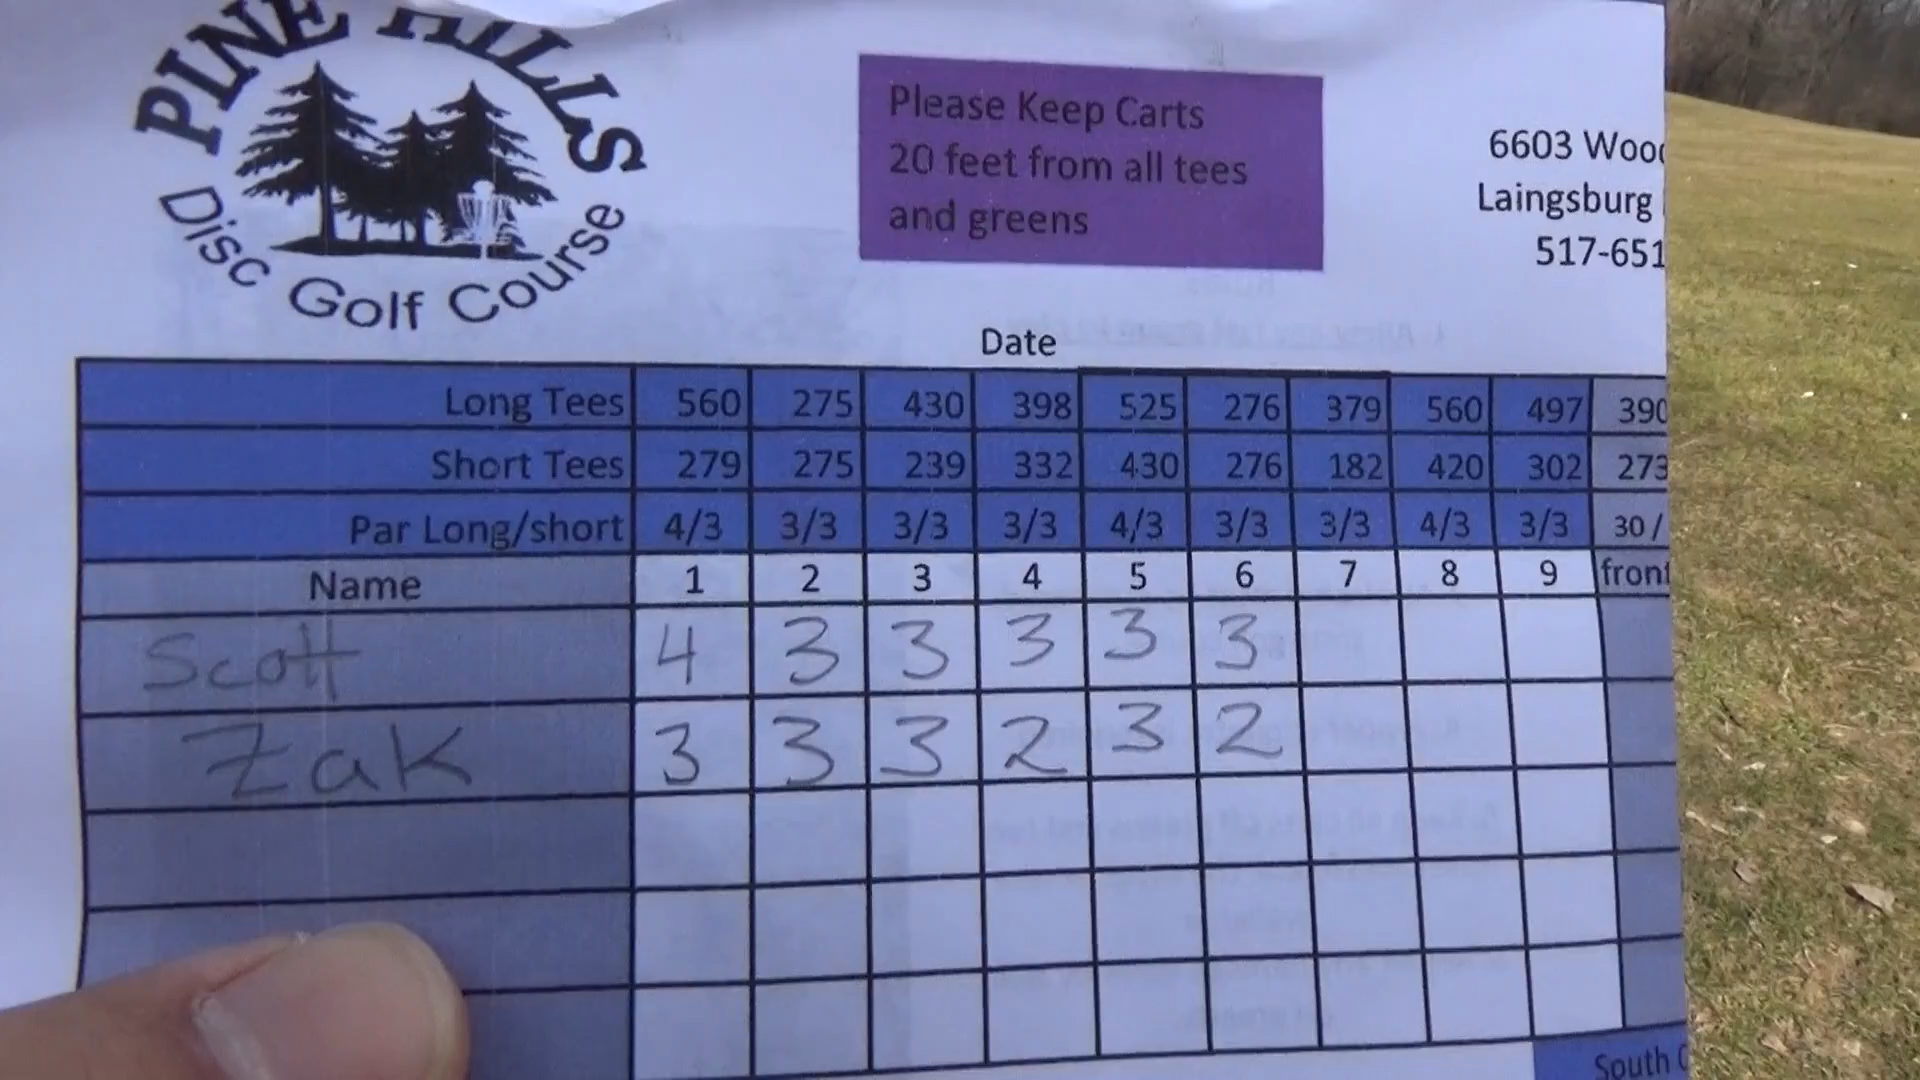 PINE HILLS
Disc Golf Course
Please Keep Carts
20 feet from all tees
and greens
6603
Laingsburg
517-651
Date
Long Tees 560 275 430 398 525 276 379 560 497 390
Short Tees 279 275 239 332 430 276 182 420 302 273
Par Long/short 4/3 3/3 3/3 3/3 4/3 3/3 3/3 4/3 3/3 30 /
Name 1 2 3 4 5 6 7 8 9 front
Scott 4 3 3 3 3 3
Zak 3 3 3 2 3 2
South